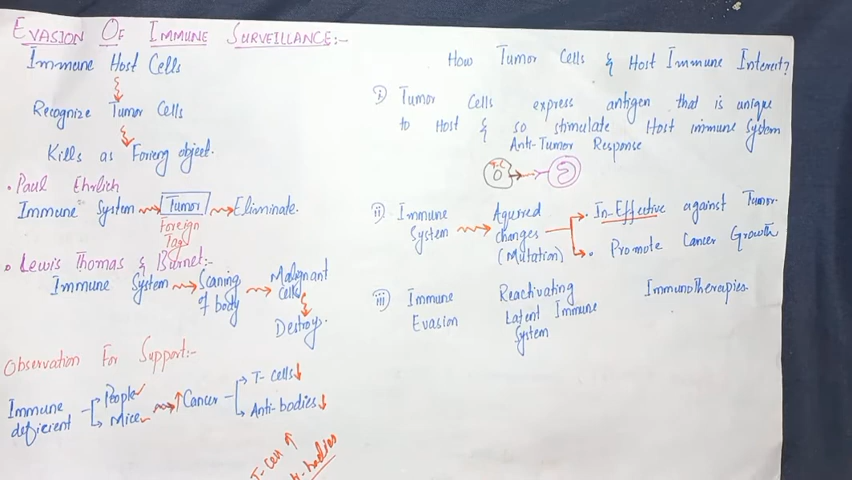 EVASION OF IMMUNE SURVEILLANCE:-
Immune Host Cells
Recognize Tumor Cells
Kills as Forieng object.
• Paul Ehrlich
Immune System → Tumor → Eliminate.
Foreign
Tags
• Lewis Thomas & Burnet:-
Immune System → Scaning → Malignant
of body
Cells
Destroy.
Observation For Support:-
Immune deficient
People ✓
Mice ✓
↑ Cancer
T-cells ↓
Anti-bodies ↓
T-cell ↑
How Tumor Cells & Host Immune Interest?
i) Tumor Cells express antigen that is unique
to Host & so stimulate Host immune System
Anti-Tumor Response
T.C
ii) Immune System → Aqurred changes (Mutation)
• In-Effective against Tumor
• Promote Cancer Growth
iii) Immune Evasion
Reactivating Latent Immune System
ImmunoTherapies.